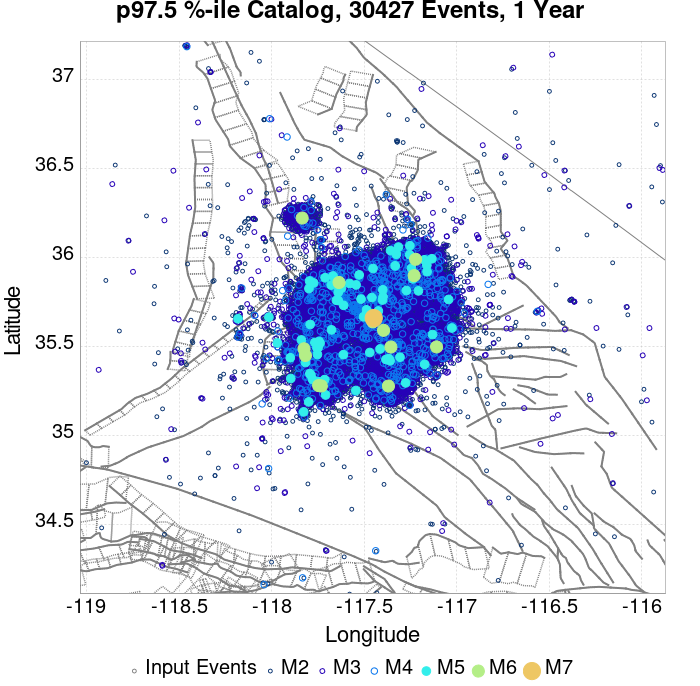 p97.5 %-ile Catalog, 30427 Events, 1 Year
37
36.5
36
35.5
35
34.5
Latitude
-119 -118.5 -118 -117.5 -117 -116.5 -116
Longitude
Input Events M2 M3 M4 M5 M6 M7